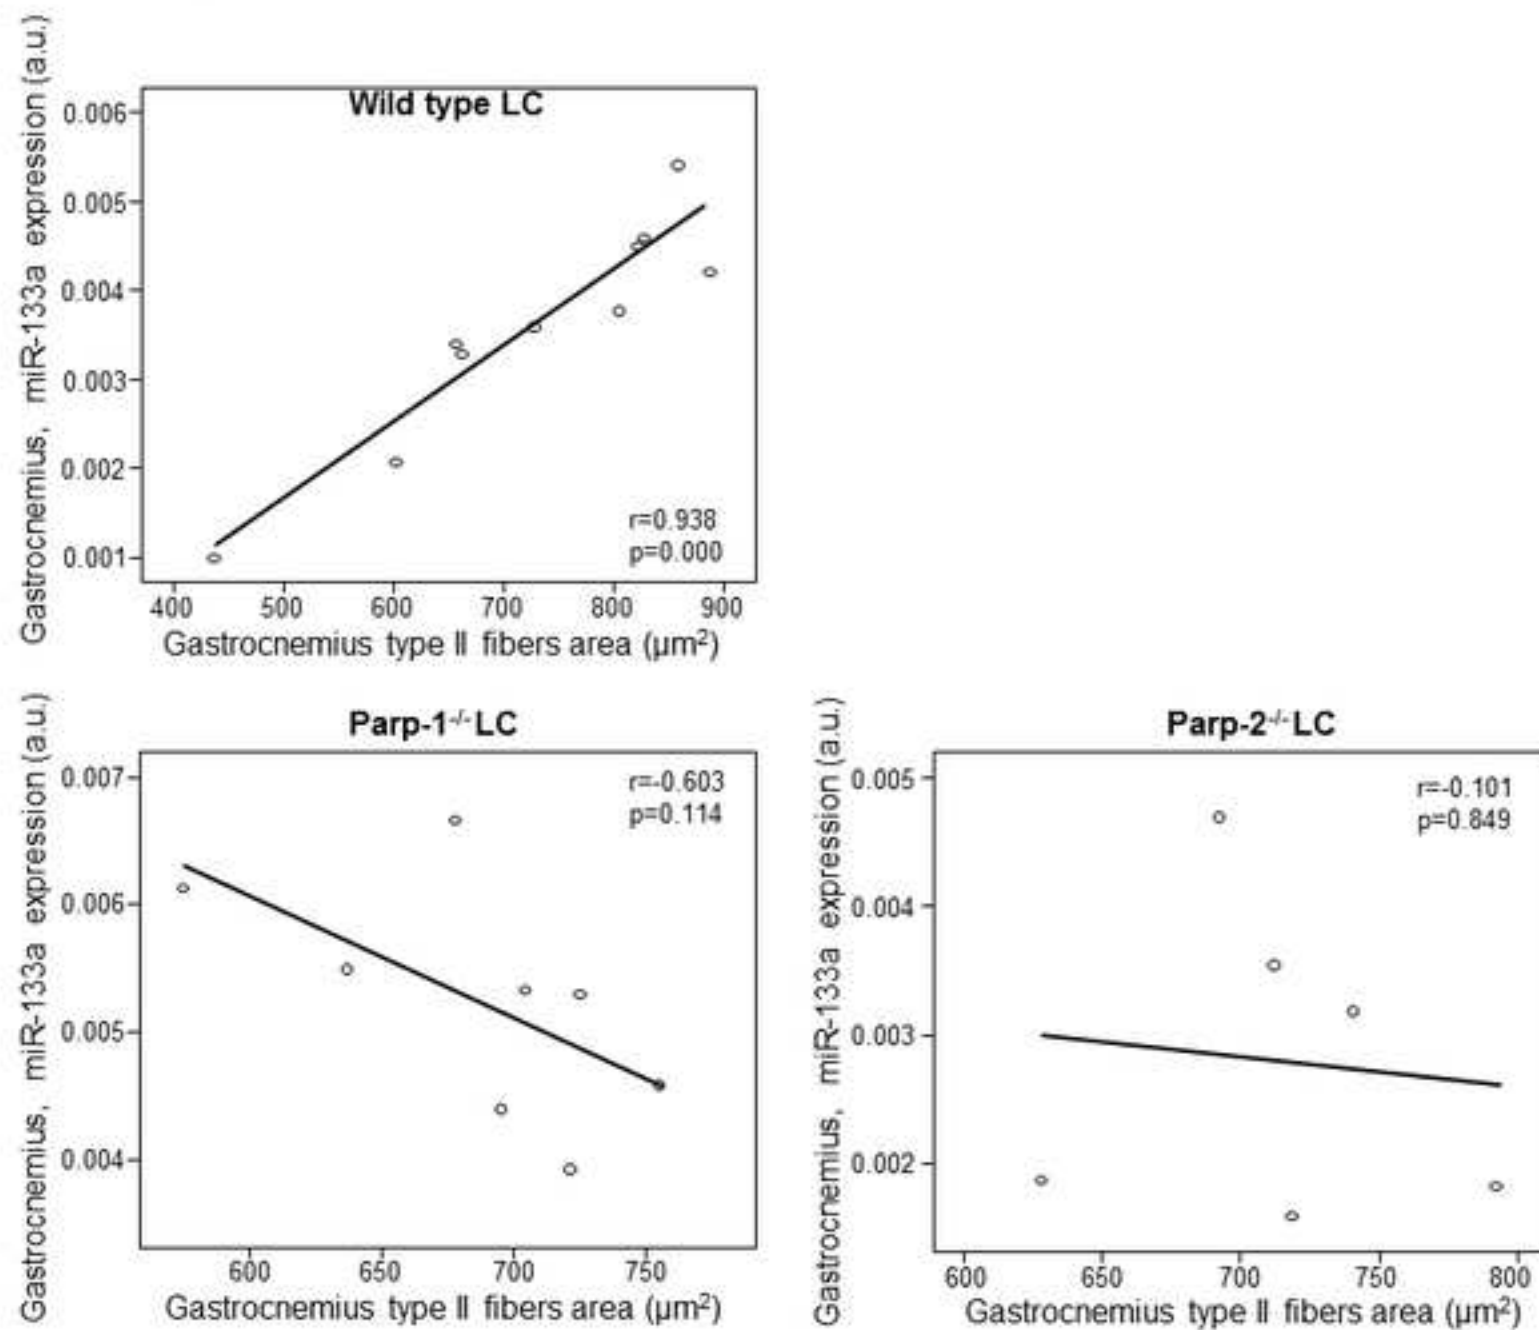 Gastrocnemius, miR-133a expression (a.u.)
Wild type LC
0.006
0.005
0.004
0.003
0.002
0.001
r=0.938
p=0.000
400 500 600 700 800 900
Gastrocnemius type II fibers area (µm²)
Gastrocnemius, miR-133a expression (a.u.)
Parp-1⁻/⁻ LC
0.007
0.006
0.005
0.004
r=-0.603
p=0.114
600 650 700 750
Gastrocnemius type II fibers area (µm²)
Gastrocnemius, miR-133a expression (a.u.)
Parp-2⁻/⁻ LC
0.005
0.004
0.003
0.002
r=-0.101
p=0.849
600 650 700 750 800
Gastrocnemius type II fibers area (µm²)